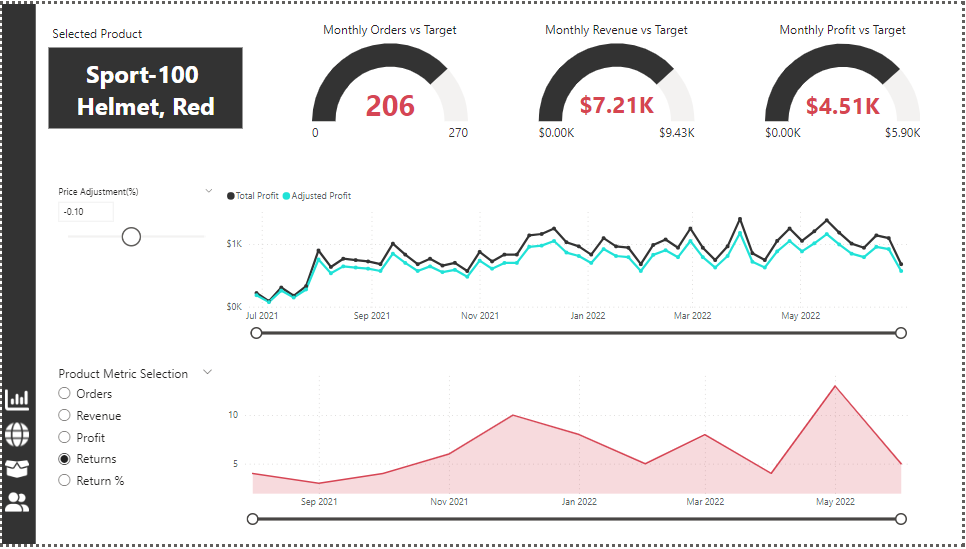 Selected Product
Sport-100
Helmet, Red
Monthly Orders vs Target
206
0
270
Monthly Revenue vs Target
$7.21K
$0.00K
$9.43K
Monthly Profit vs Target
$4.51K
$0.00K
$5.90K
Price Adjustment(%)
-0.10
Total Profit
Adjusted Profit
$1K
$0K
Jul 2021
Sep 2021
Nov 2021
Jan 2022
Mar 2022
May 2022
Product Metric Selection
Orders
Revenue
Profit
Returns
Return %
10
5
Sep 2021
Nov 2021
Jan 2022
Mar 2022
May 2022